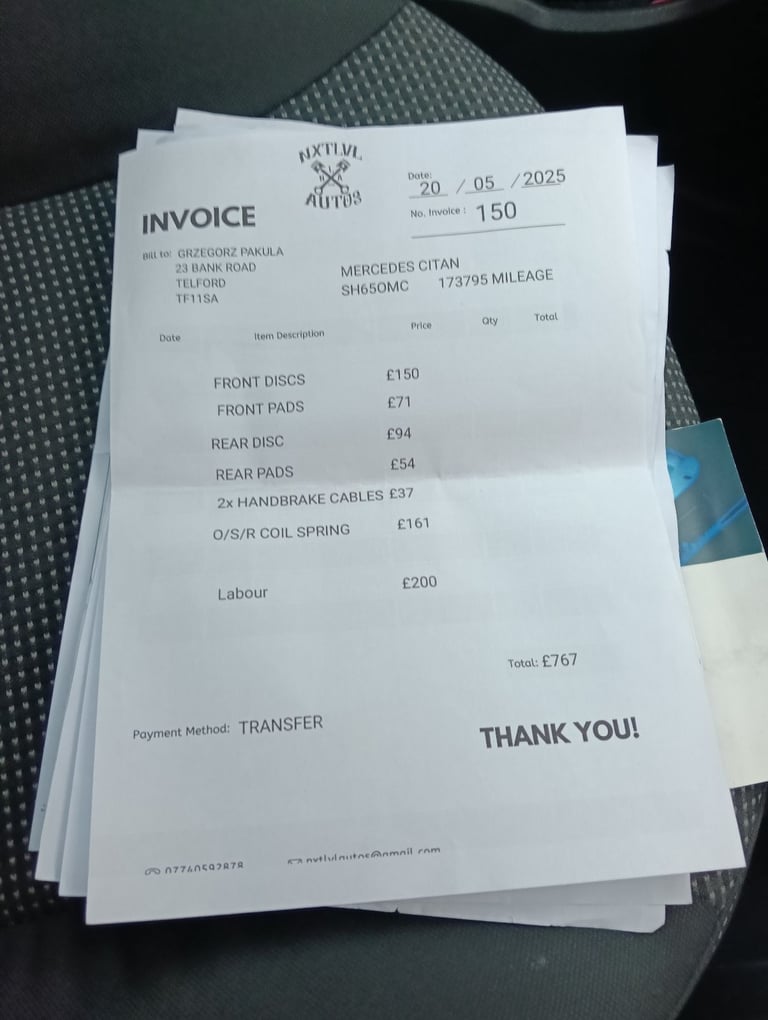 NXTLVL
AUTOS
Date:
20 / 05 / 2025
No. Invoice : 150
INVOICE
Bill to: GRZEGORZ PAKULA
23 BANK ROAD
TELFORD
TF11SA
MERCEDES CITAN
SH65OMC 173795 MILEAGE
Date Item Description Price Qty Total
FRONT DISCS £150
FRONT PADS £71
REAR DISC £94
REAR PADS £54
2x HANDBRAKE CABLES £37
O/S/R COIL SPRING £161
Labour £200
Total: £767
Payment Method: TRANSFER
THANK YOU!
nxtlvlautos@gmail.com